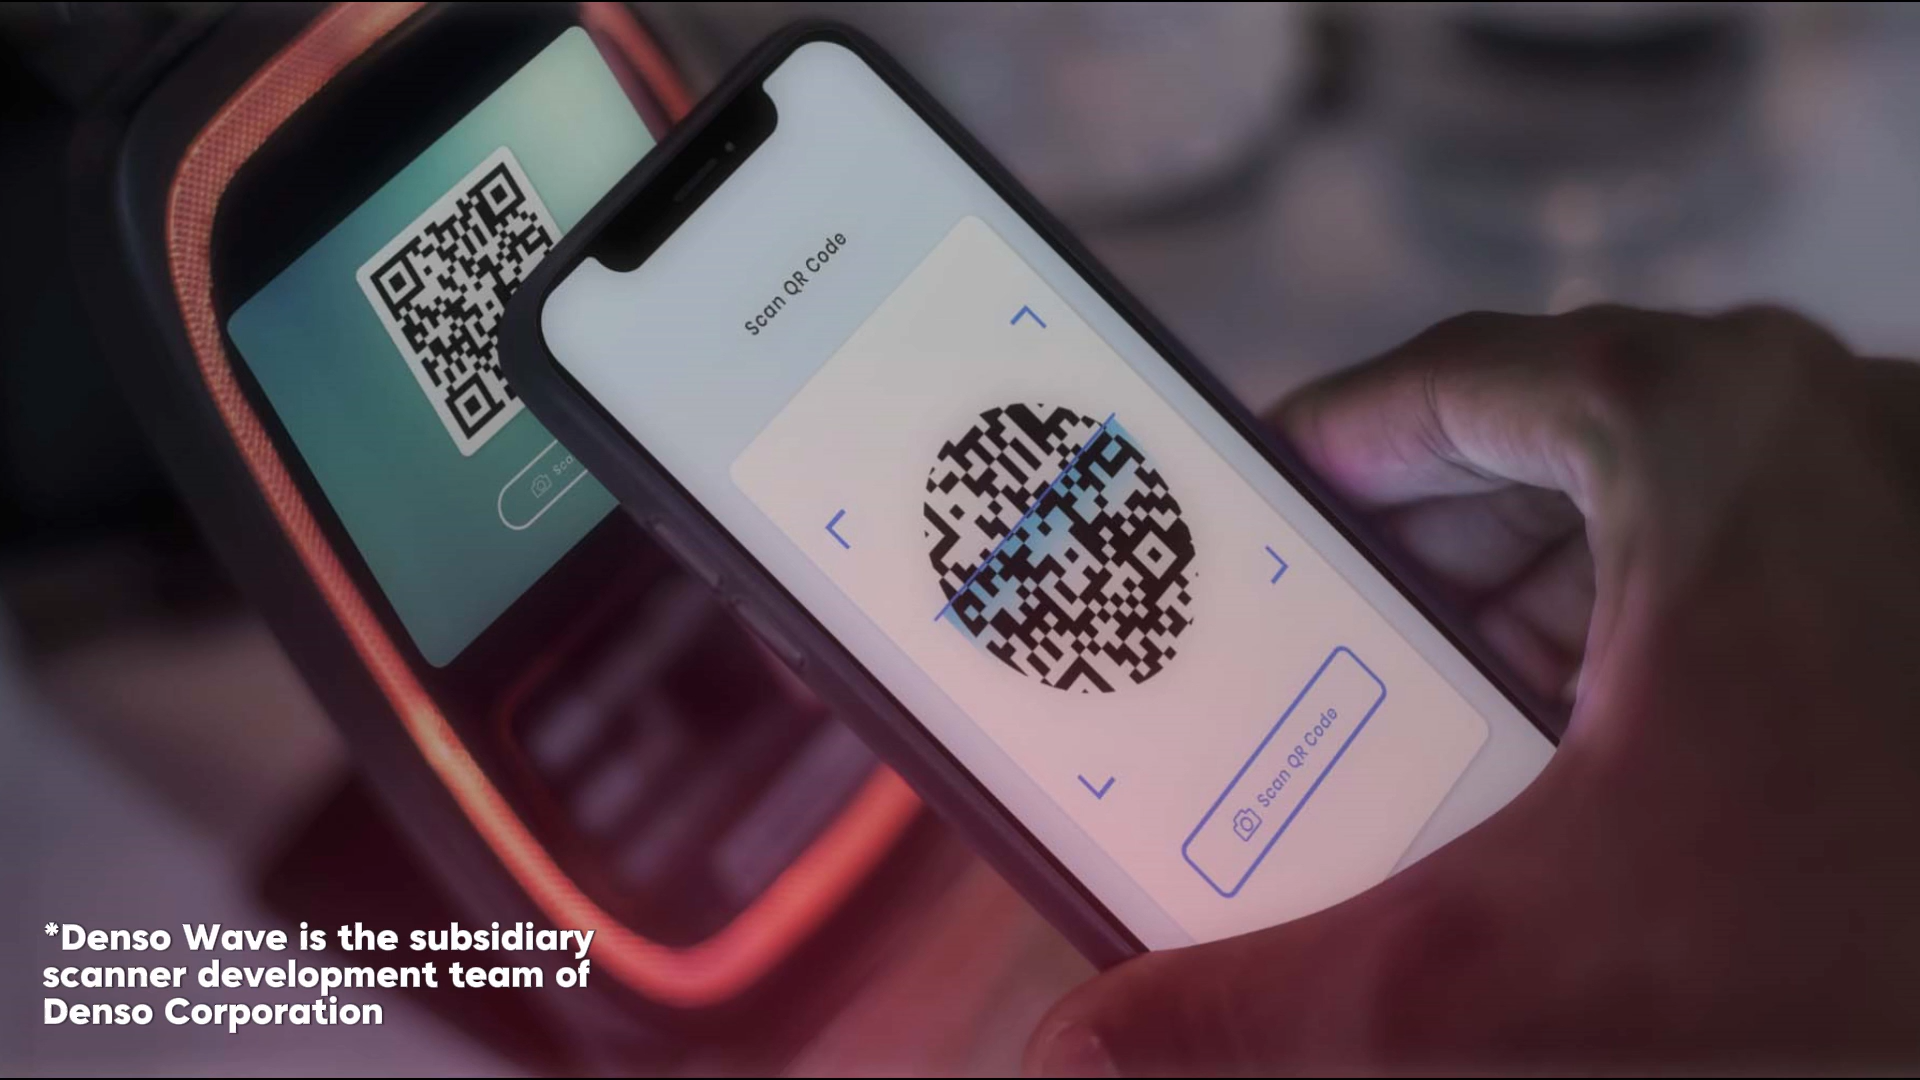 Scan QR Code
Scan QR Code
*Denso Wave is the subsidiary
scanner development team of
Denso Corporation